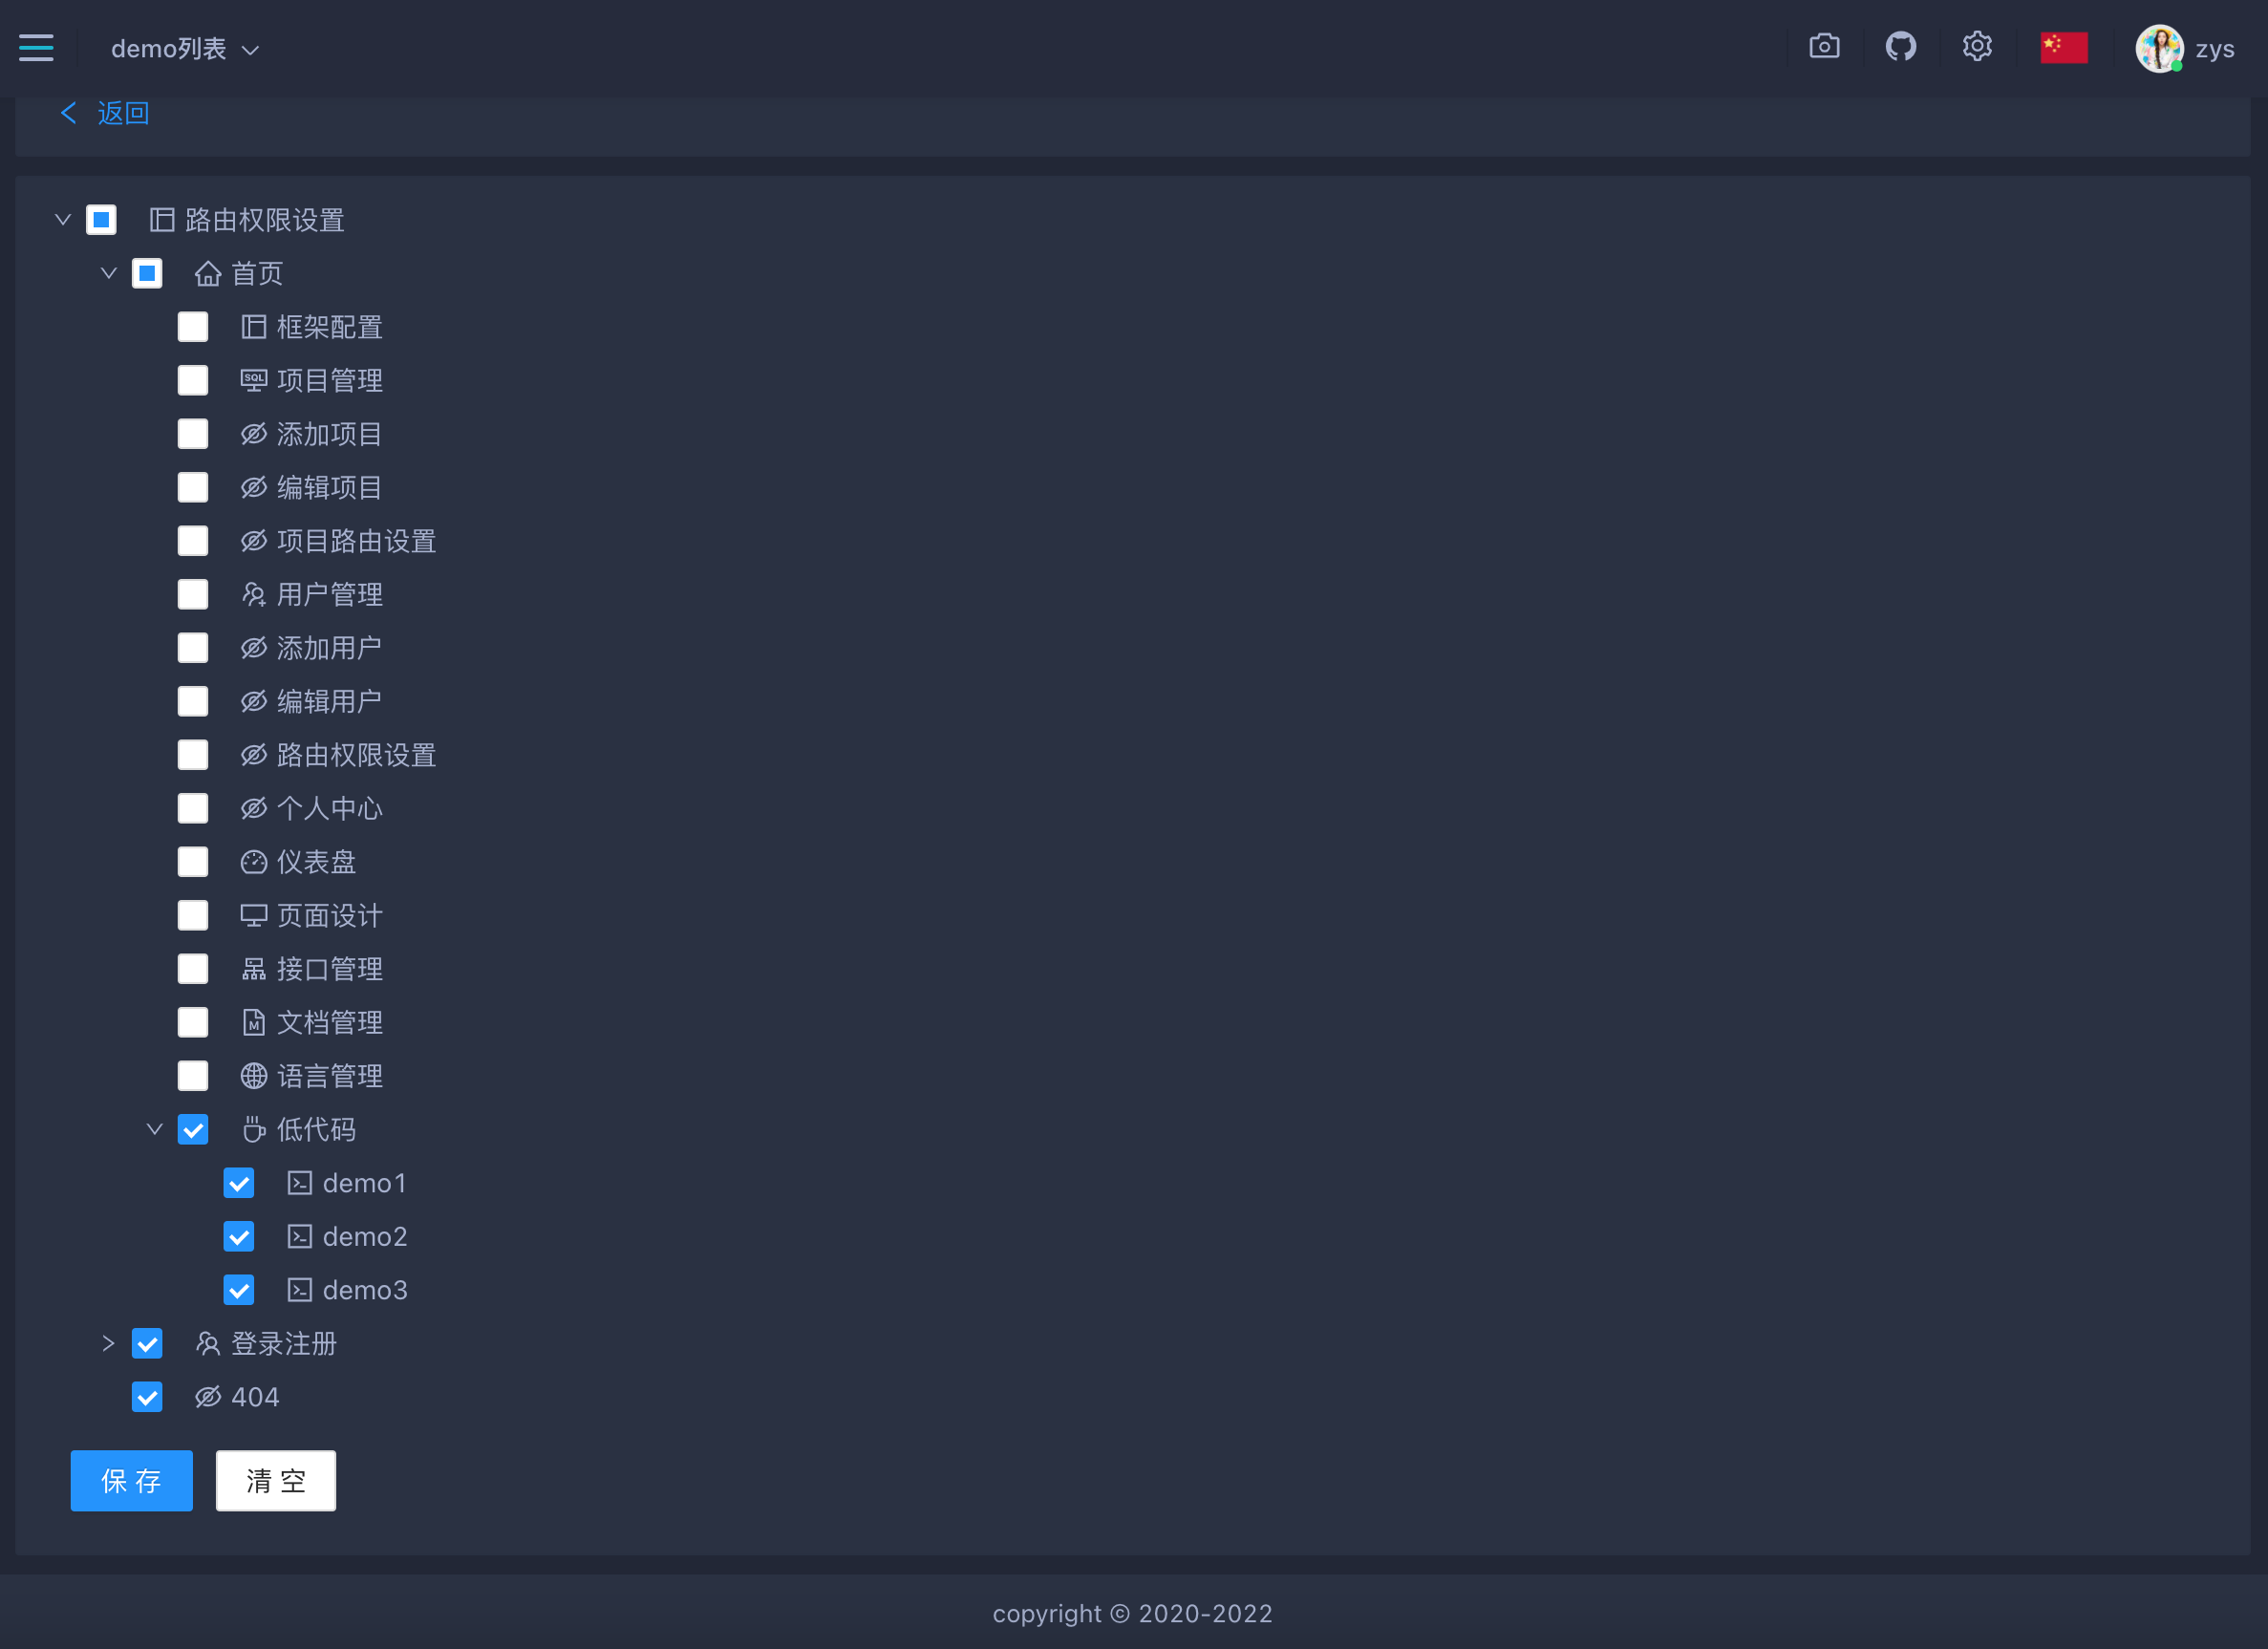 demo列表
zys
返回
路由权限设置
首页
框架配置
SQL 项目管理
添加项目
编辑项目
项目路由设置
用户管理
添加用户
编辑用户
路由权限设置
个人中心
仪表盘
页面设计
接口管理
M 文档管理
语言管理
低代码
demo1
demo2
demo3
登录注册
404
保 存 清 空
copyright © 2020-2022